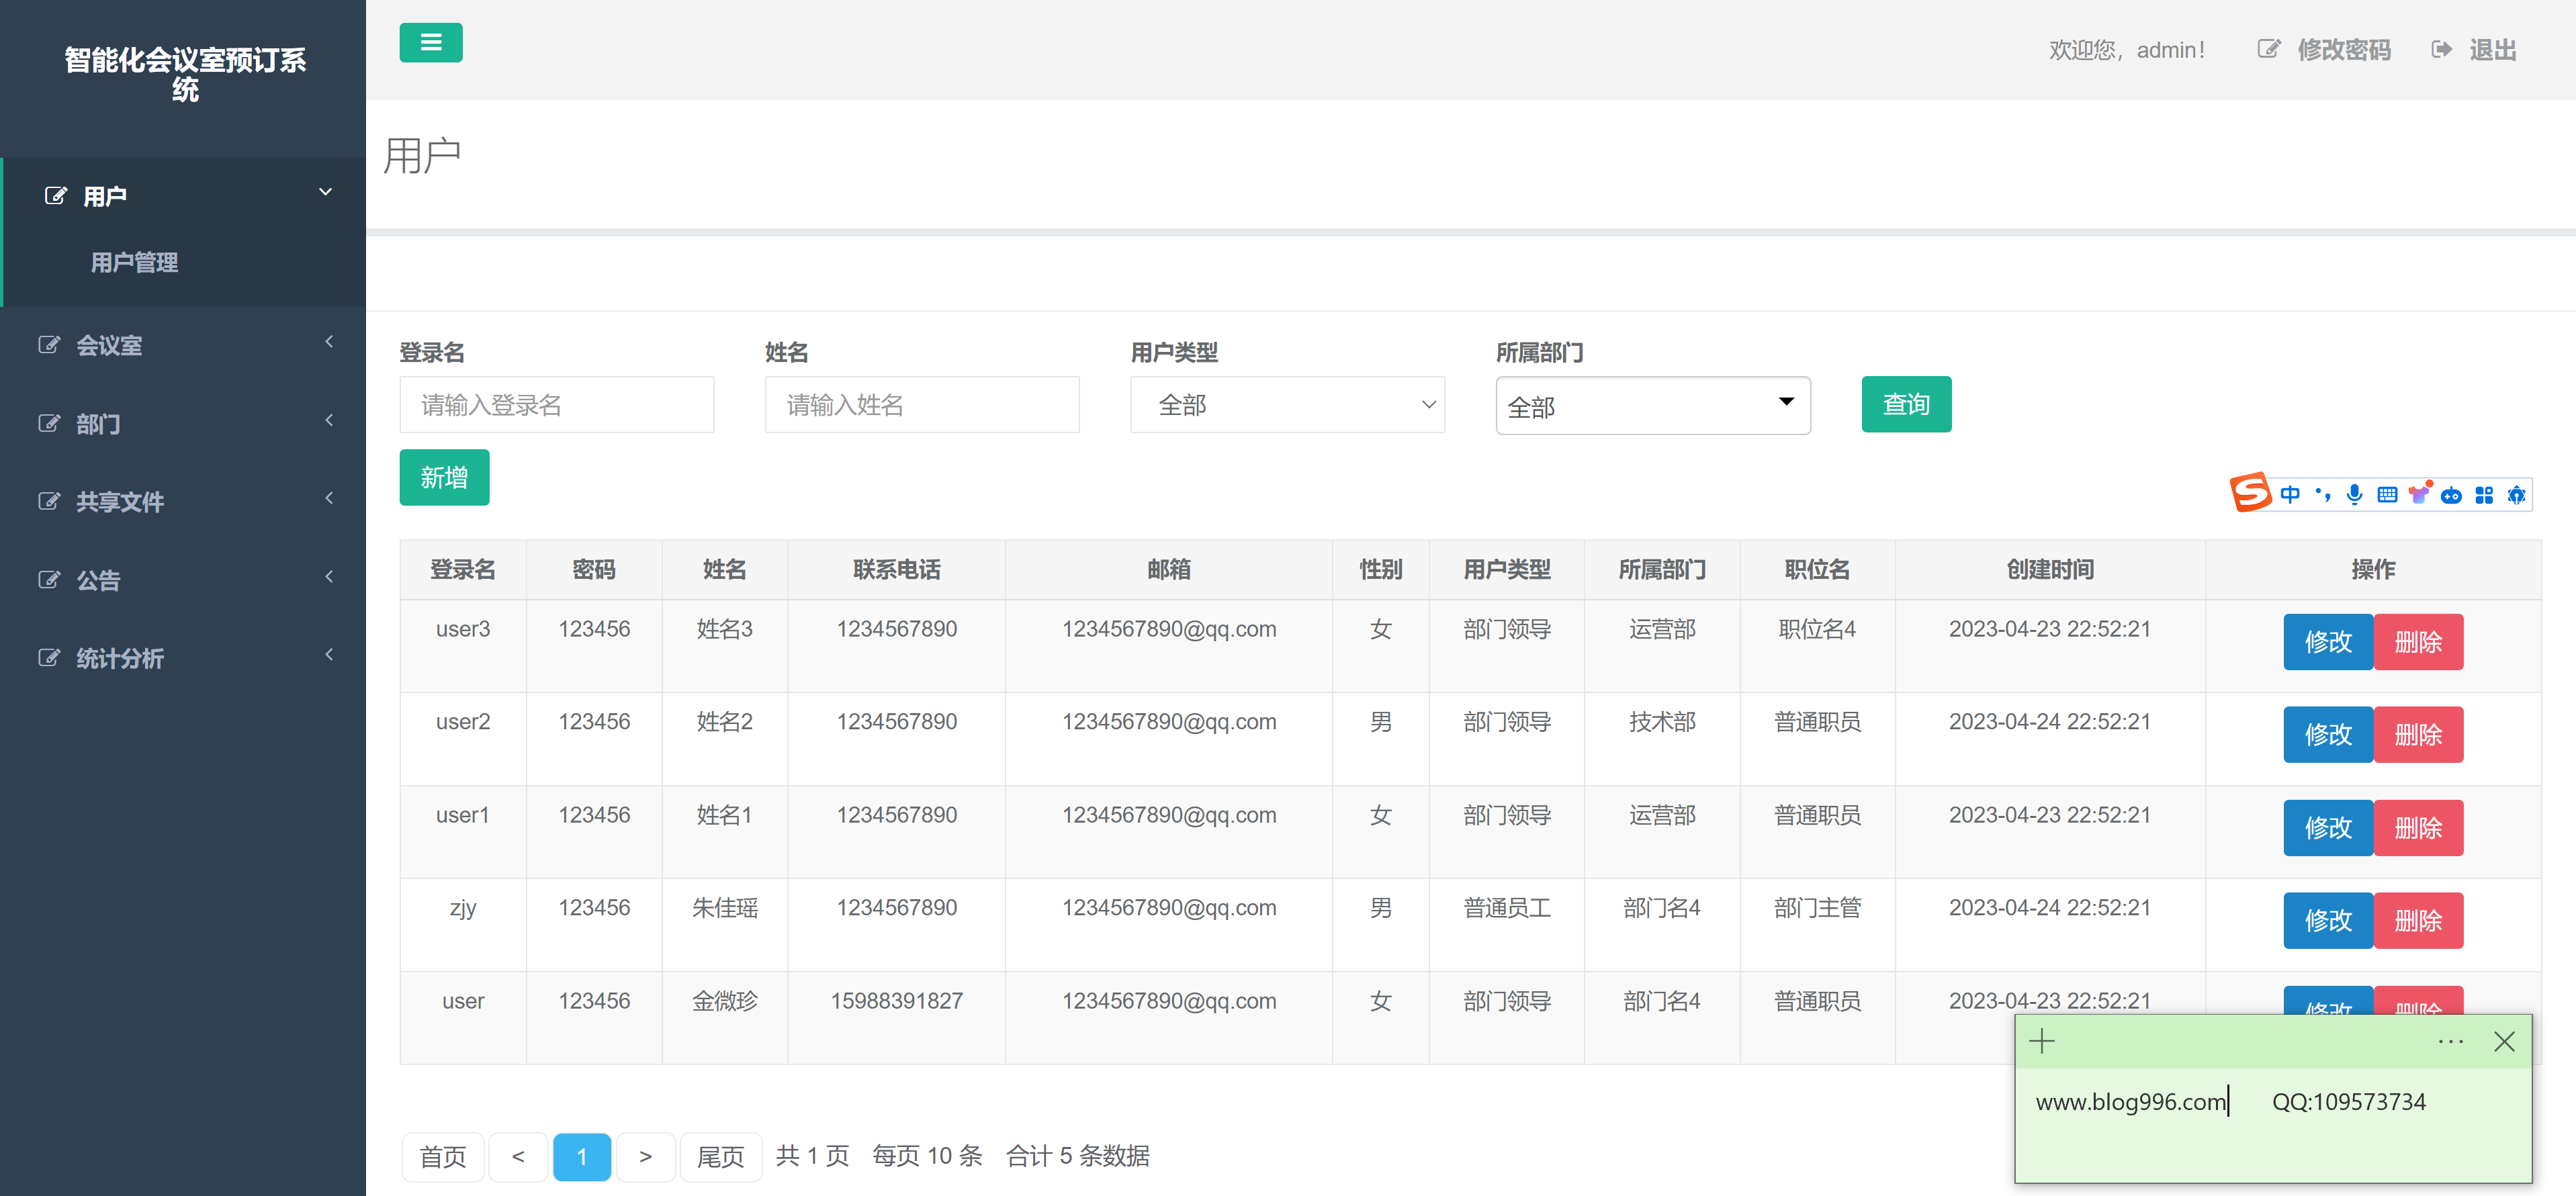 智能化会议室预订系
统
欢迎您，admin！ 修改密码 退出
用户
用户管理
会议室
部门
共享文件
公告
统计分析
用户
登录名 姓名 用户类型 所属部门
请输入登录名 请输入姓名 全部 全部 查询
新增
中
登录名 密码 姓名 联系电话 邮箱 性别 用户类型 所属部门 职位名 创建时间 操作
user3 123456 姓名3 1234567890 1234567890@qq.com 女 部门领导 运营部 职位名4 2023-04-23 22:52:21 修改 删除
user2 123456 姓名2 1234567890 1234567890@qq.com 男 部门领导 技术部 普通职员 2023-04-24 22:52:21 修改 删除
user1 123456 姓名1 1234567890 1234567890@qq.com 女 部门领导 运营部 普通职员 2023-04-23 22:52:21 修改 删除
zjy 123456 朱佳瑶 1234567890 1234567890@qq.com 男 普通员工 部门名4 部门主管 2023-04-24 22:52:21 修改 删除
user 123456 金微珍 15988391827 1234567890@qq.com 女 部门领导 部门名4 普通职员 2023-04-23 22:52:21 修改 删除
www.blog996.com QQ:109573734
首页 < 1 > 尾页 共 1 页 每页 10 条 合计 5 条数据